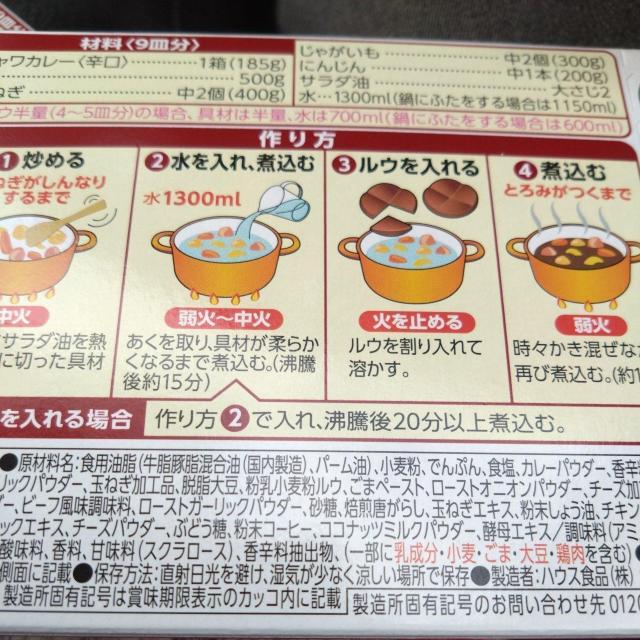 材料〈9皿分〉
ャワカレー〈辛口〉 1箱(185g)
500g
ねぎ 中2個(400g)
じゃがいも 中2個(300g)
にんじん 中1本(200g)
サラダ油 大さじ2
水…1300ml(鍋にふたをする場合は1150ml)
ウ半量(4〜5皿分)の場合、具材は半量、水は700ml(鍋にふたをする場合は600ml)
作り方
1 炒める
ねぎがしんなり
するまで
中火
サラダ油を熱
に切った具材
2 水を入れ、煮込む
水1300ml
弱火〜中火
あくを取り、具材が柔らか
くなるまで煮込む。(沸騰
後約15分)
3 ルウを入れる
火を止める
ルウを割り入れて
溶かす。
4 煮込む
とろみがつくまで
弱火
時々かき混ぜな
再び煮込む。(約1
を入れる場合 作り方2で入れ、沸騰後20分以上煮込む。
●原材料名:食用油脂(牛脂豚脂混合油(国内製造)、パーム油)、小麦粉、でんぷん、食塩、カレーパウダー、香辛
リックパウダー、玉ねぎ加工品、脱脂大豆、粉乳小麦粉ルウ、ごまペースト、ローストオニオンパウダー、チーズ加工
ダー、ビーフ風味調味料、ローストガーリックパウダー、砂糖、焙煎唐がらし、玉ねぎエキス、粉末しょう油、チキン
ックエキス、チーズパウダー、ぶどう糖、粉末コーヒー、ココナッツミルクパウダー、酵母エキス/調味料(アミ
酸味料、香料、甘味料(スクラロース)、香辛料抽出物、(一部に乳成分・小麦・ごま・大豆・鶏肉を含む)●
側面に記載●保存方法:直射日光を避け、湿気が少なく涼しい場所で保存●製造者:ハウス食品(株)
製造所固有記号は賞味期限表示のカッコ内に記載 製造所固有記号のお問い合わせ先 0120